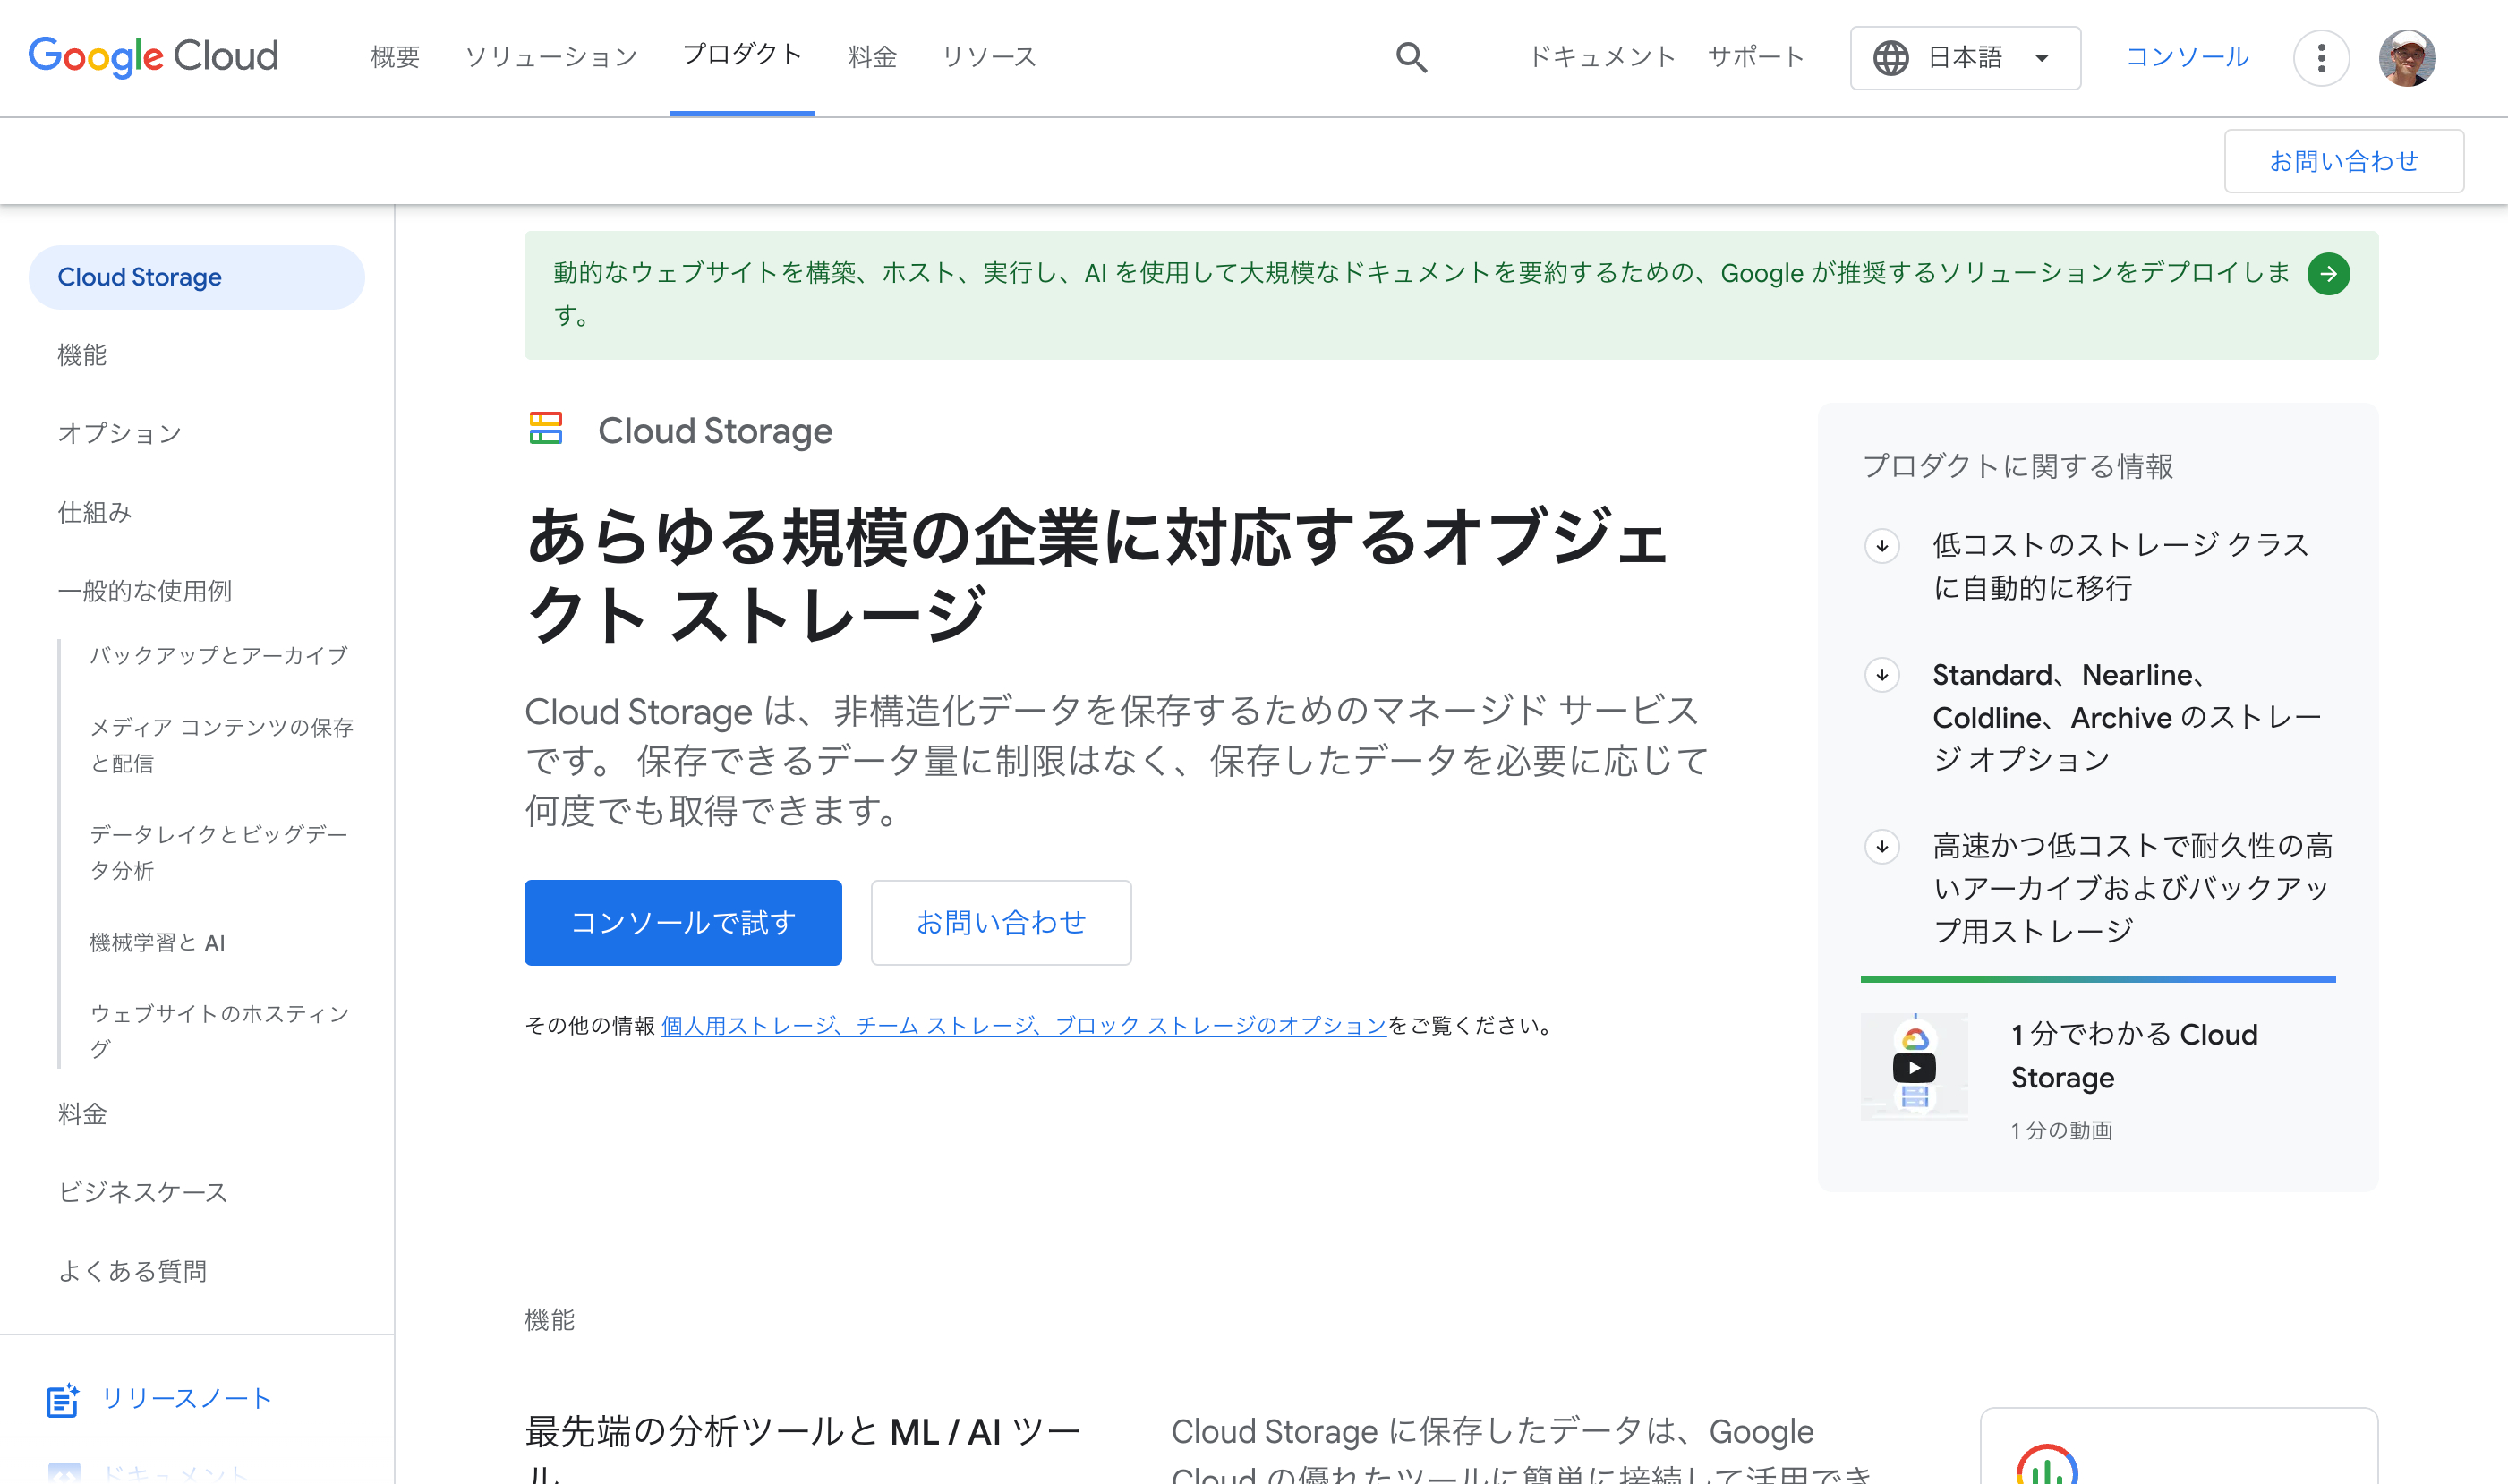 Google Cloud
概要
ソリューション
プロダクト
料金
リソース
ドキュメント
サポート
日本語
コンソール
お問い合わせ
Cloud Storage
機能
オプション
仕組み
一般的な使用例
バックアップとアーカイブ
メディア コンテンツの保存
と配信
データレイクとビッグデー
タ分析
機械学習と AI
ウェブサイトのホスティン
グ
料金
ビジネスケース
よくある質問
リリースノート
ドキュメント
動的なウェブサイトを構築、ホスト、実行し、AI を使用して大規模なドキュメントを要約するための、Google が推奨するソリューションをデプロイしま
す。
Cloud Storage
あらゆる規模の企業に対応するオブジェ
クト ストレージ
Cloud Storage は、非構造化データを保存するためのマネージド サービス
です。 保存できるデータ量に制限はなく、保存したデータを必要に応じて
何度でも取得できます。
コンソールで試す
お問い合わせ
その他の情報 個人用ストレージ、チーム ストレージ、ブロック ストレージのオプションをご覧ください。
プロダクトに関する情報
低コストのストレージ クラス
に自動的に移行
Standard、Nearline、
Coldline、Archive のストレー
ジ オプション
高速かつ低コストで耐久性の高
いアーカイブおよびバックアッ
プ用ストレージ
1 分でわかる Cloud
Storage
1 分の動画
機能
最先端の分析ツールと ML / AI ツー
ル
Cloud Storage に保存したデータは、Google
Cloud の優れたツールに簡単に接続して活用でき